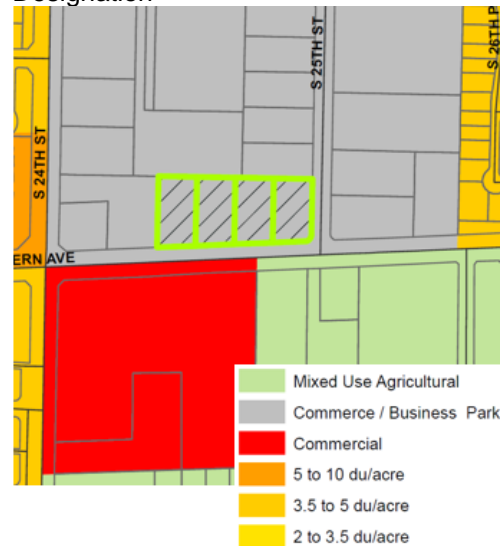 Designation
S 24TH ST
S 25TH ST
S 26TH P
ERN AVE
Mixed Use Agricultural
Commerce / Business Park
Commercial
5 to 10 du/acre
3.5 to 5 du/acre
2 to 3.5 du/acre